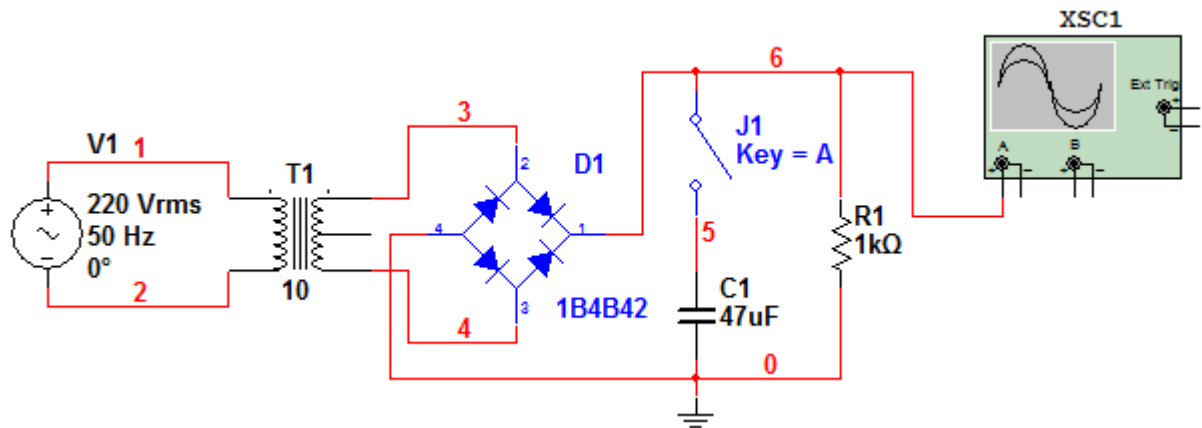 XSC1
Ext Trig
+
-
A
B
+ - + -
6
3
V1
1
2
D1
J1
Key = A
T1
220 Vrms
50 Hz
0°
4
1
5
R1
1kΩ
2
10
3
1B4B42
C1
47uF
4
0